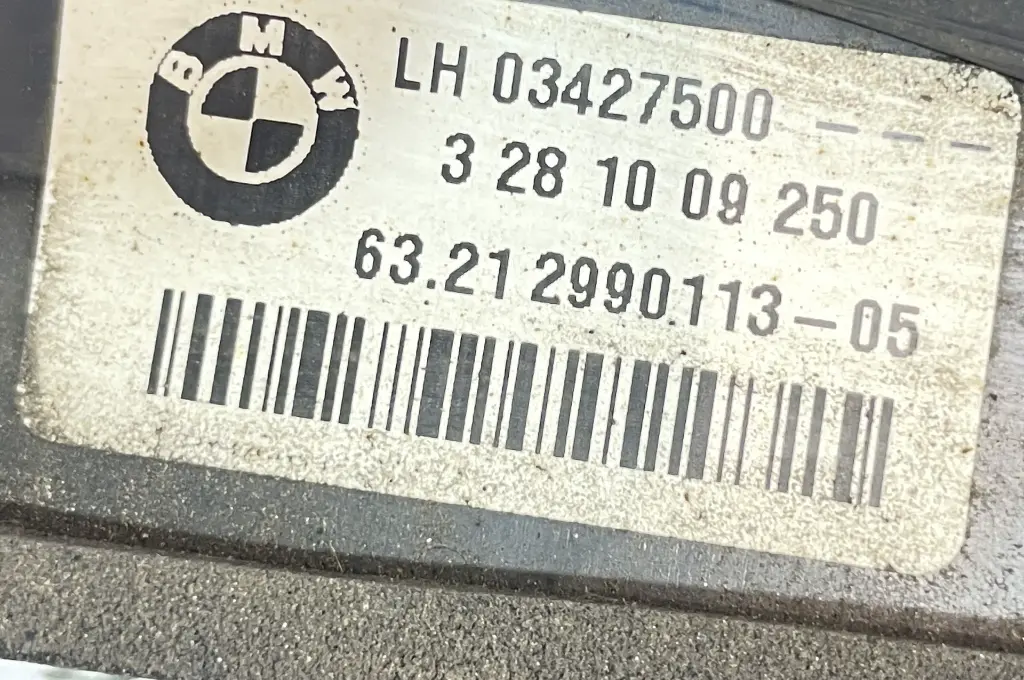 BMW
LH 03427500 – – –
3 28 10 09 250
63.21 2990113 – 05